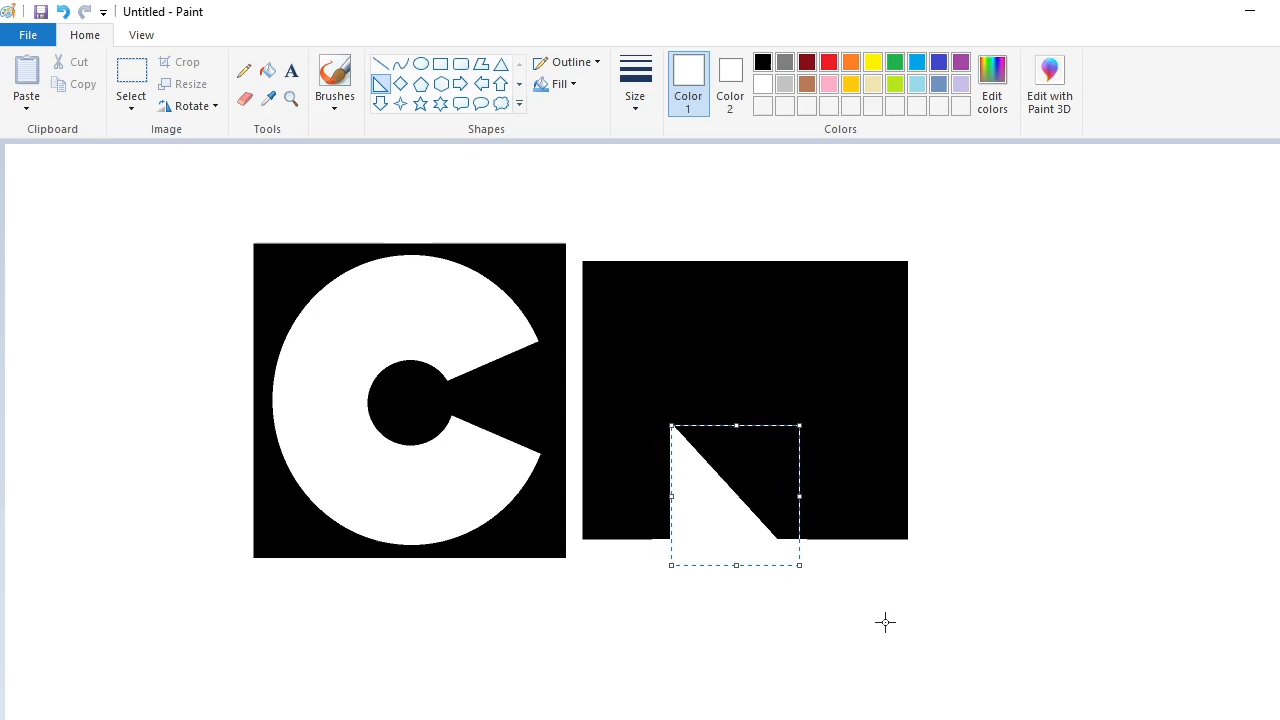 Untitled - Paint
File Home View
Paste Cut Copy
Select Crop Resize Rotate
Brushes
Outline Fill
Size
Color 1
Color 2
Edit colors
Edit with Paint 3D
Clipboard Image Tools Shapes Colors
C